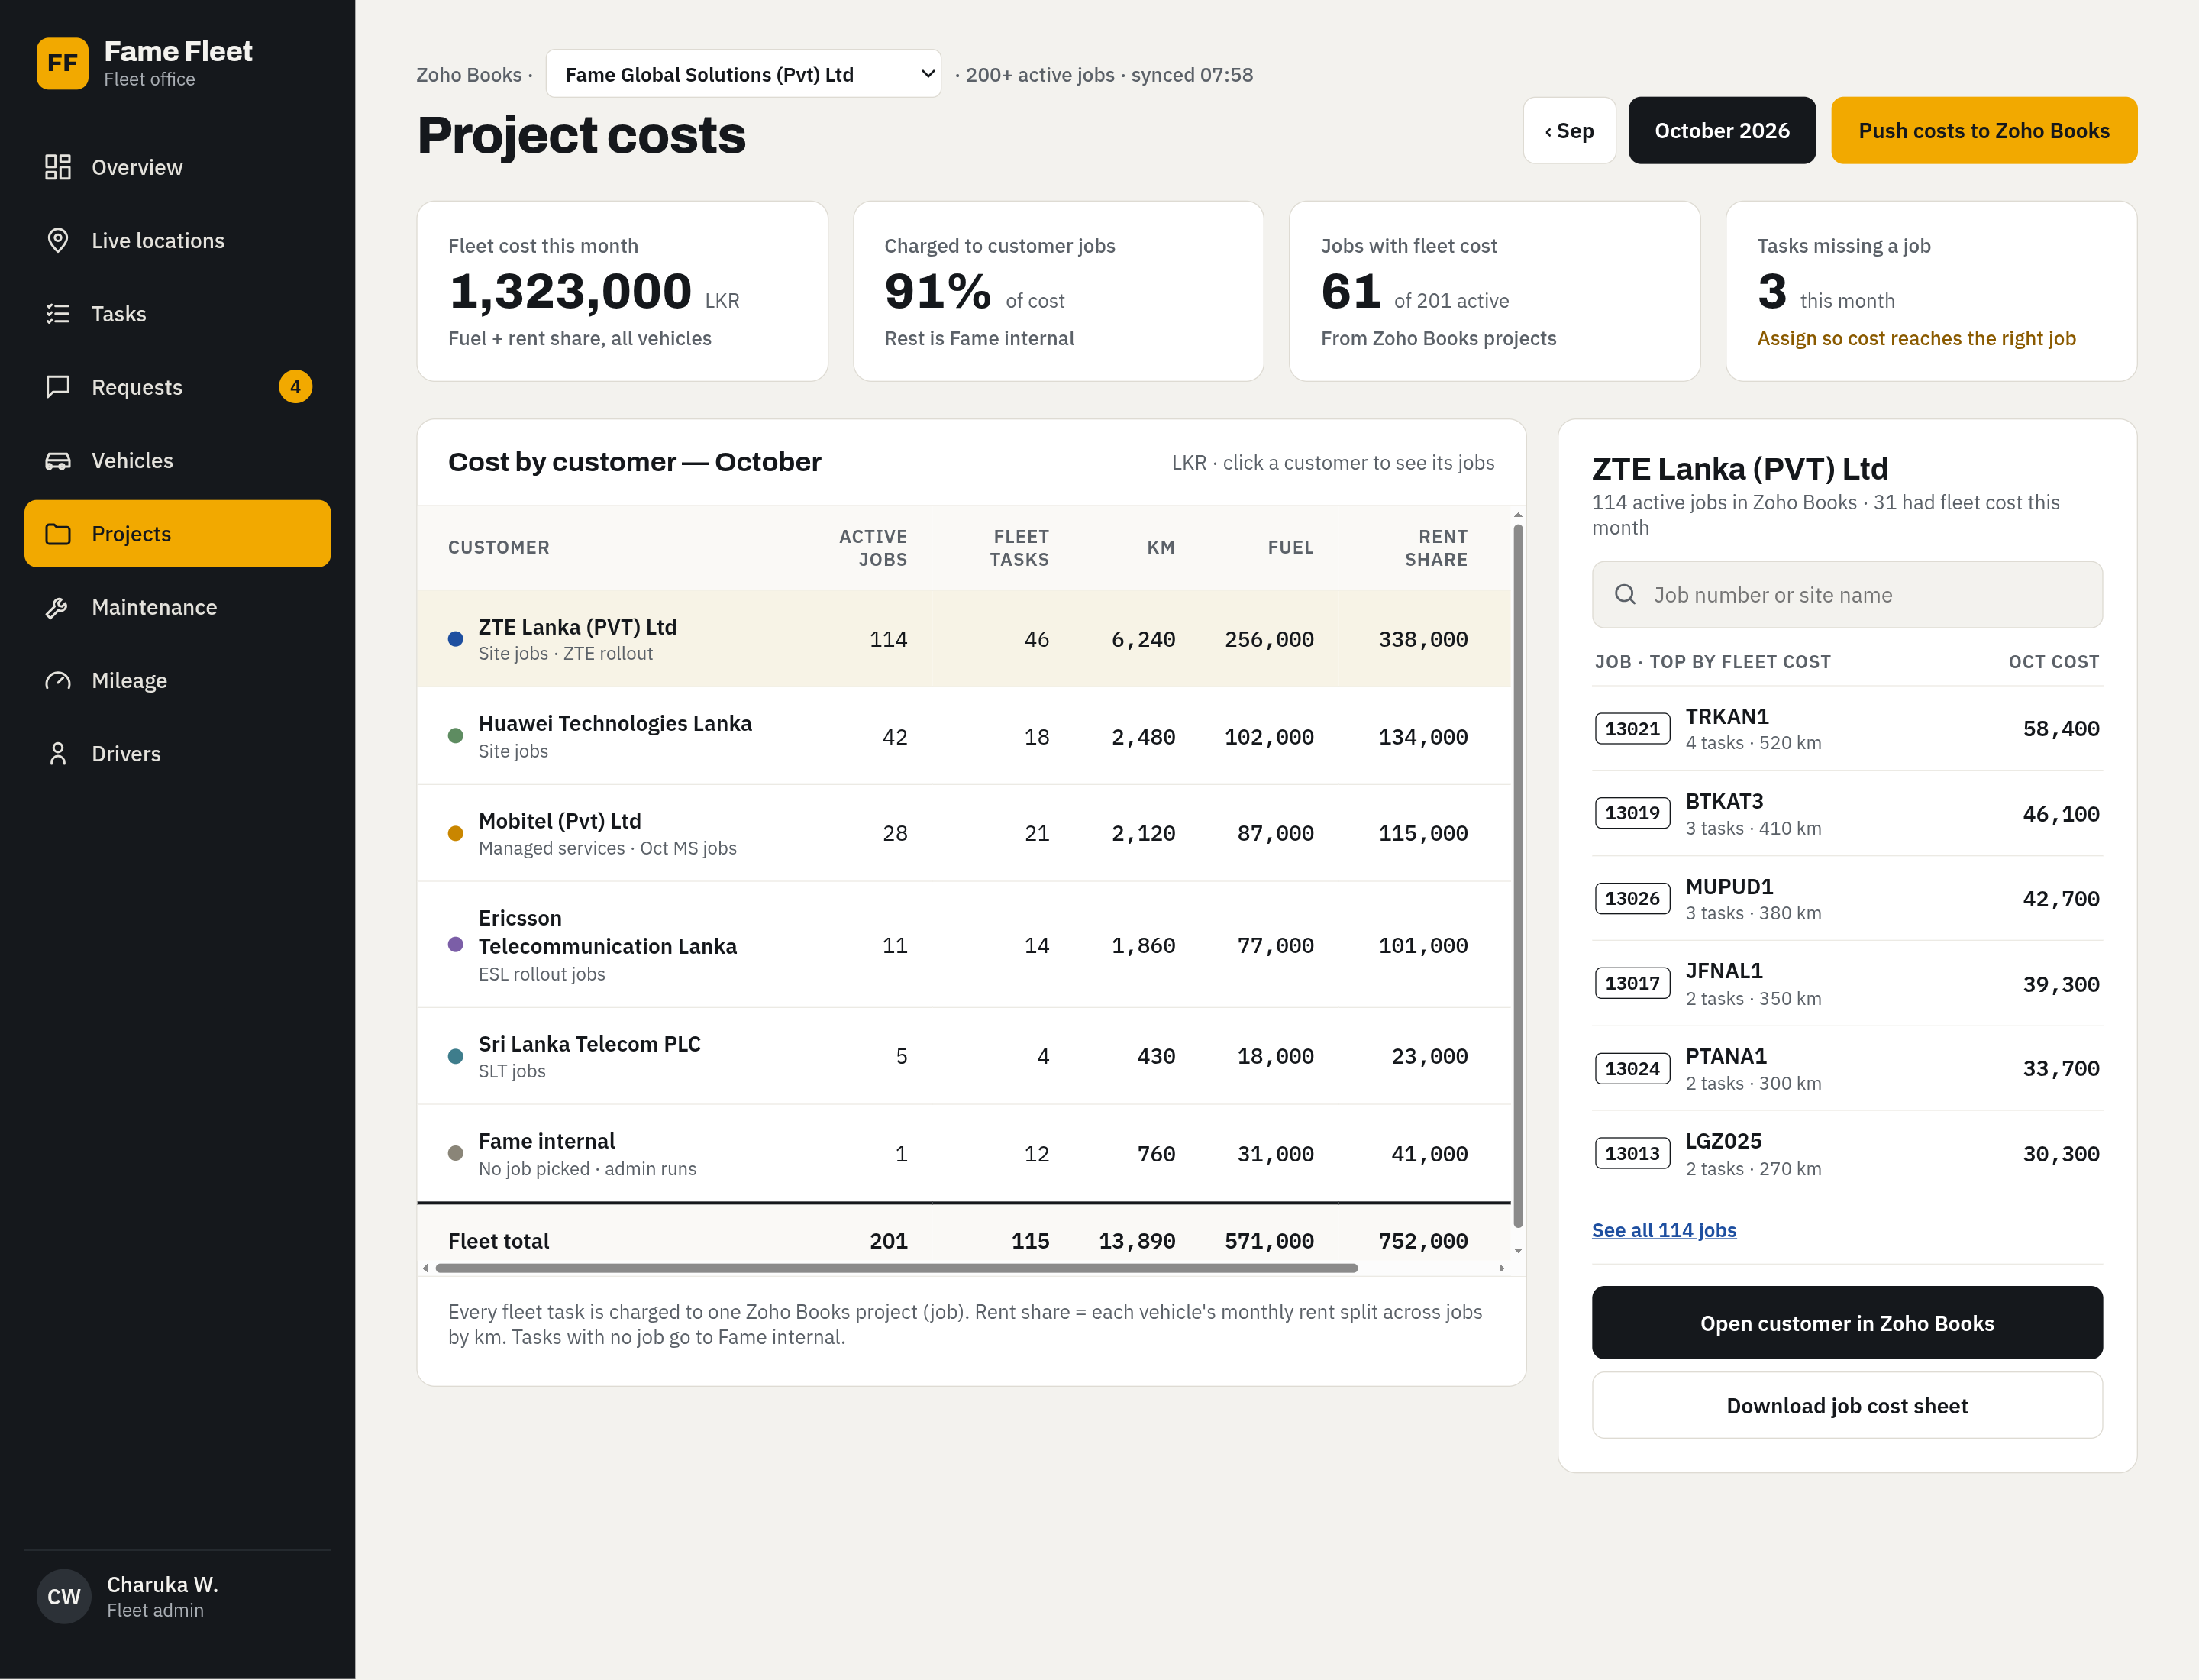 FF
Fame Fleet
Fleet office
Overview
Live locations
Tasks
Requests 4
Vehicles
Projects
Maintenance
Mileage
Drivers
CW
Charuka W.
Fleet admin
Zoho Books · Fame Global Solutions (Pvt) Ltd · 200+ active jobs · synced 07:58
Project costs
‹ Sep October 2026 Push costs to Zoho Books
Fleet cost this month
1,323,000 LKR
Fuel + rent share, all vehicles
Charged to customer jobs
91% of cost
Rest is Fame internal
Jobs with fleet cost
61 of 201 active
From Zoho Books projects
Tasks missing a job
3 this month
Assign so cost reaches the right job
Cost by customer — October LKR · click a customer to see its jobs
CUSTOMER ACTIVE JOBS FLEET TASKS KM FUEL RENT SHARE
ZTE Lanka (PVT) Ltd 114 46 6,240 256,000 338,000
Site jobs · ZTE rollout
Huawei Technologies Lanka 42 18 2,480 102,000 134,000
Site jobs
Mobitel (Pvt) Ltd 28 21 2,120 87,000 115,000
Managed services · Oct MS jobs
Ericsson
Telecommunication Lanka 11 14 1,860 77,000 101,000
ESL rollout jobs
Sri Lanka Telecom PLC 5 4 430 18,000 23,000
SLT jobs
Fame internal 1 12 760 31,000 41,000
No job picked · admin runs
Fleet total 201 115 13,890 571,000 752,000
Every fleet task is charged to one Zoho Books project (job). Rent share = each vehicle's monthly rent split across jobs
by km. Tasks with no job go to Fame internal.
ZTE Lanka (PVT) Ltd
114 active jobs in Zoho Books · 31 had fleet cost this
month
Job number or site name
JOB · TOP BY FLEET COST OCT COST
13021 TRKAN1 58,400
4 tasks · 520 km
13019 BTKAT3 46,100
3 tasks · 410 km
13026 MUPUD1 42,700
3 tasks · 380 km
13017 JFNAL1 39,300
2 tasks · 350 km
13024 PTANA1 33,700
2 tasks · 300 km
13013 LGZ025 30,300
2 tasks · 270 km
See all 114 jobs
Open customer in Zoho Books
Download job cost sheet